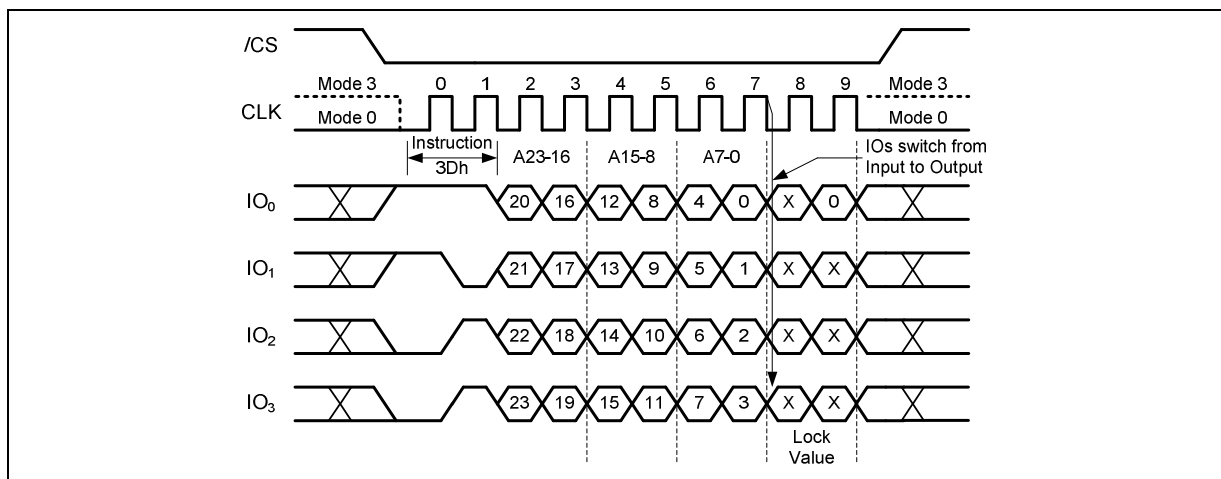 /CS
Mode 3 0 1 2 3 4 5 6 7 8 9 Mode 3
CLK
Mode 0 Mode 0
Instruction
3Dh
A23-16 A15-8 A7-0
IOs switch from
Input to Output
IO₀ 20 16 12 8 4 0 X 0
IO₁ 21 17 13 9 5 1 X X
IO₂ 22 18 14 10 6 2 X X
IO₃ 23 19 15 11 7 3 X X
Lock
Value